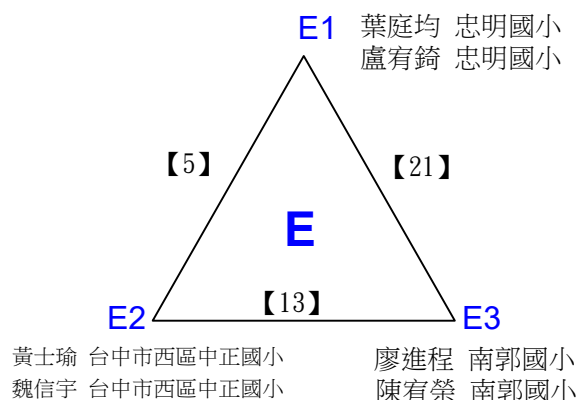 E1 葉庭均 忠明國小
盧宥錡 忠明國小
【5】 【21】
E
【13】
E2 E3
黃士瑜 台中市西區中正國小 廖進程 南郭國小
魏信宇 台中市西區中正國小 陳宥榮 南郭國小